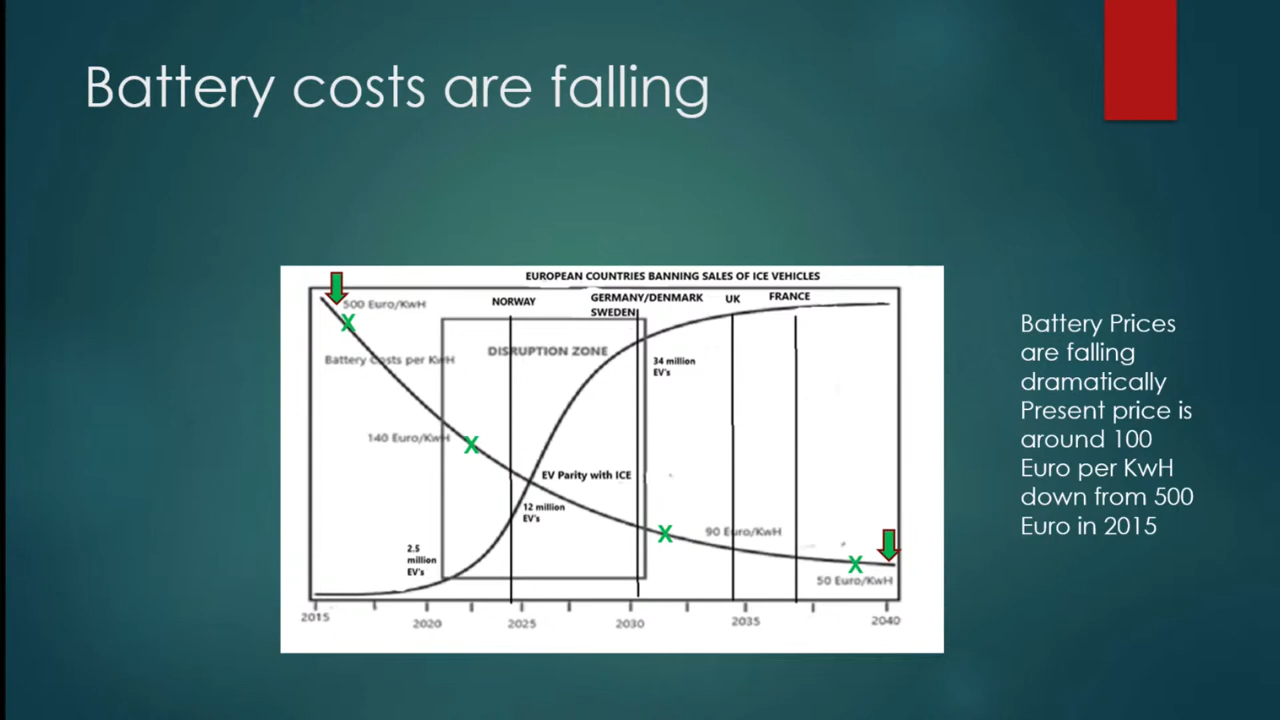 Battery costs are falling
EUROPEAN COUNTRIES BANNING SALES OF ICE VEHICLES
500 Euro/KwH
NORWAY
GERMANY/DENMARK
SWEDEN
UK
FRANCE
Battery Costs per KwH
DISRUPTION ZONE
34 million
EV's
140 Euro/KwH
EV Parity with ICE
12 million
EV's
90 Euro/KwH
2.5
million
EV's
50 Euro/KwH
2015
2020
2025
2030
2035
2040
Battery Prices
are falling
dramatically
Present price is
around 100
Euro per KwH
down from 500
Euro in 2015